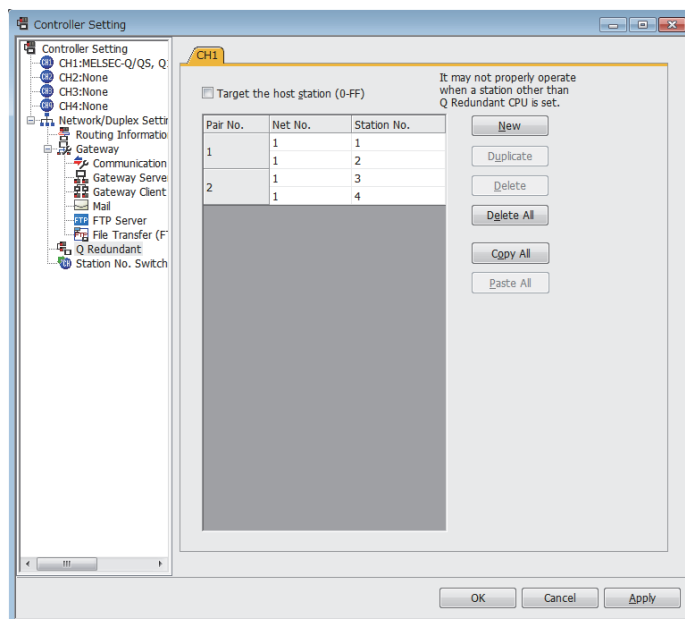 Controller Setting
Controller Setting
CH1:MELSEC-Q/QS, Q
CH2:None
CH3:None
CH4:None
Network/Duplex Settin
Routing Informatio
Gateway
Communication
Gateway Serve
Gateway Client
Mail
FTP Server
File Transfer (F
Q Redundant
Station No. Switch
CH1
Target the host station (0-FF)
It may not properly operate
when a station other than
Q Redundant CPU is set.
Pair No. Net No. Station No.
1 1 1
1 2
2 1 3
1 4
New
Duplicate
Delete
Delete All
Copy All
Paste All
OK Cancel Apply